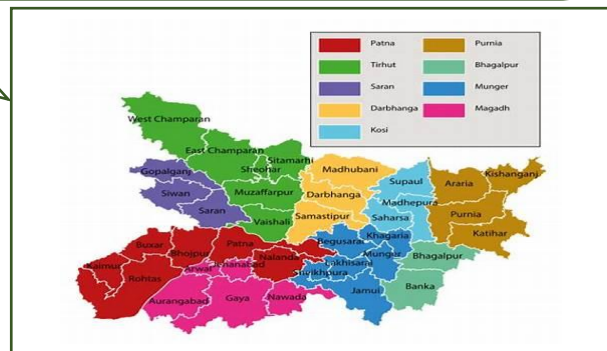 Patna
Purnia
Tirhut
Bhagalpur
Saran
Munger
Darbhanga
Magadh
Kosi
West Champaran
East Champaran
Sitamarhi
Sheohar
Gopalganj
Siwan
Muzaffarpur
Saran
Vaishali
Madhubani
Darbhanga
Samastipur
Supaul
Madhepura
Saharsa
Araria
Kishanganj
Purnia
Katihar
Buxar
Bhojpur
Patna
Nalanda
Kaimur
Rohtas
Arwal
Jehanabad
Aurangabad
Gaya
Nawada
Begusarai
Khagaria
Mungur
Lakhisarai
Sheikhpura
Jamui
Bhagalpur
Banka